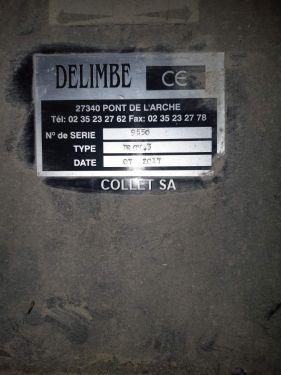 DELIMBE CE
27340 PONT DE L'ARCHE
Tél: 02 35 23 27 62 Fax: 02 35 23 27 78
N° de SERIE 9550
TYPE
DATE 07 2017
COLLET SA